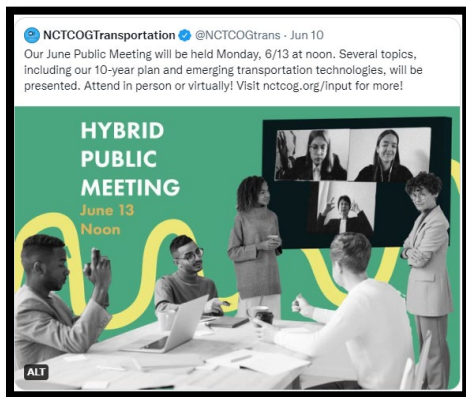 NCTCOGTransportation @NCTCOGtrans · Jun 10
Our June Public Meeting will be held Monday, 6/13 at noon. Several topics,
including our 10-year plan and emerging transportation technologies, will be
presented. Attend in person or virtually! Visit nctcog.org/input for more!
HYBRID
PUBLIC
MEETING
June 13
Noon
ALT